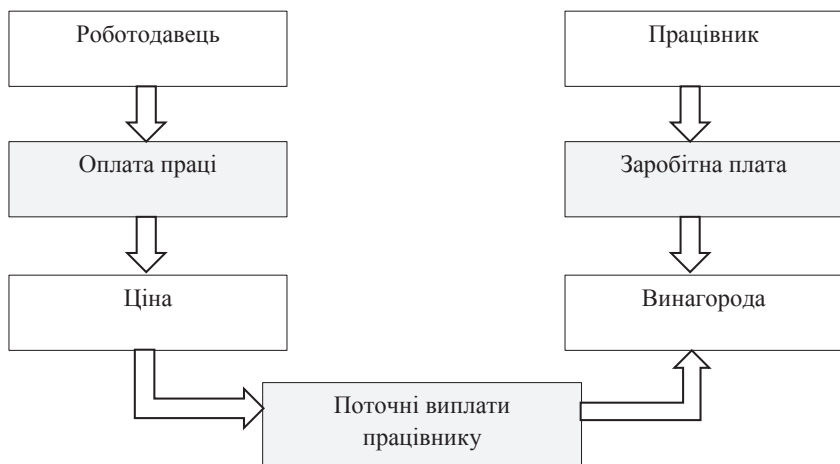 Роботодавець
Працівник
Оплата праці
Заробітна плата
Ціна
Винагорода
Поточні виплати
працівнику